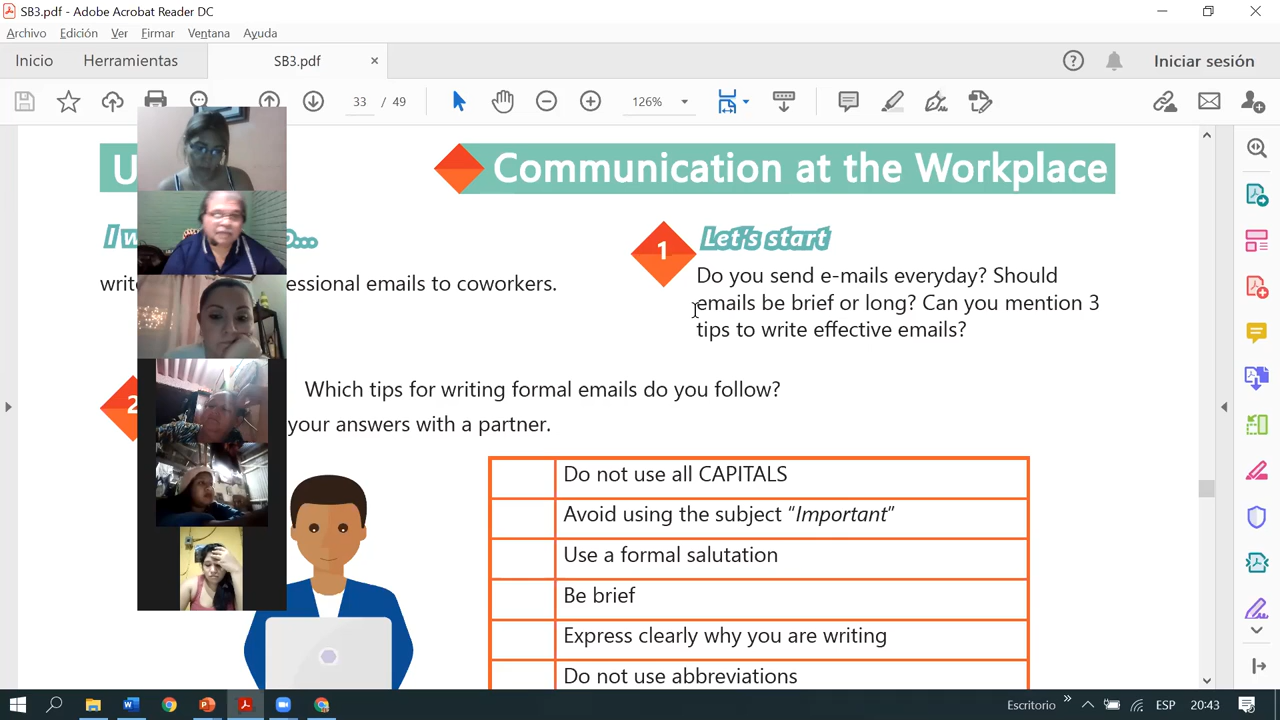 SB3.pdf - Adobe Acrobat Reader DC
Archivo Edición Ver Firmar Ventana Ayuda
Inicio Herramientas SB3.pdf Iniciar sesión
33 / 49 126%
U
Communication at the Workplace
I w
o...
writ
essional emails to coworkers.
1
Let's start
Do you send e-mails everyday? Should
emails be brief or long? Can you mention 3
tips to write effective emails?
2
Which tips for writing formal emails do you follow?
your answers with a partner.
Do not use all CAPITALS
Avoid using the subject “Important”
Use a formal salutation
Be brief
Express clearly why you are writing
Do not use abbreviations
Escritorio » ESP 20:43